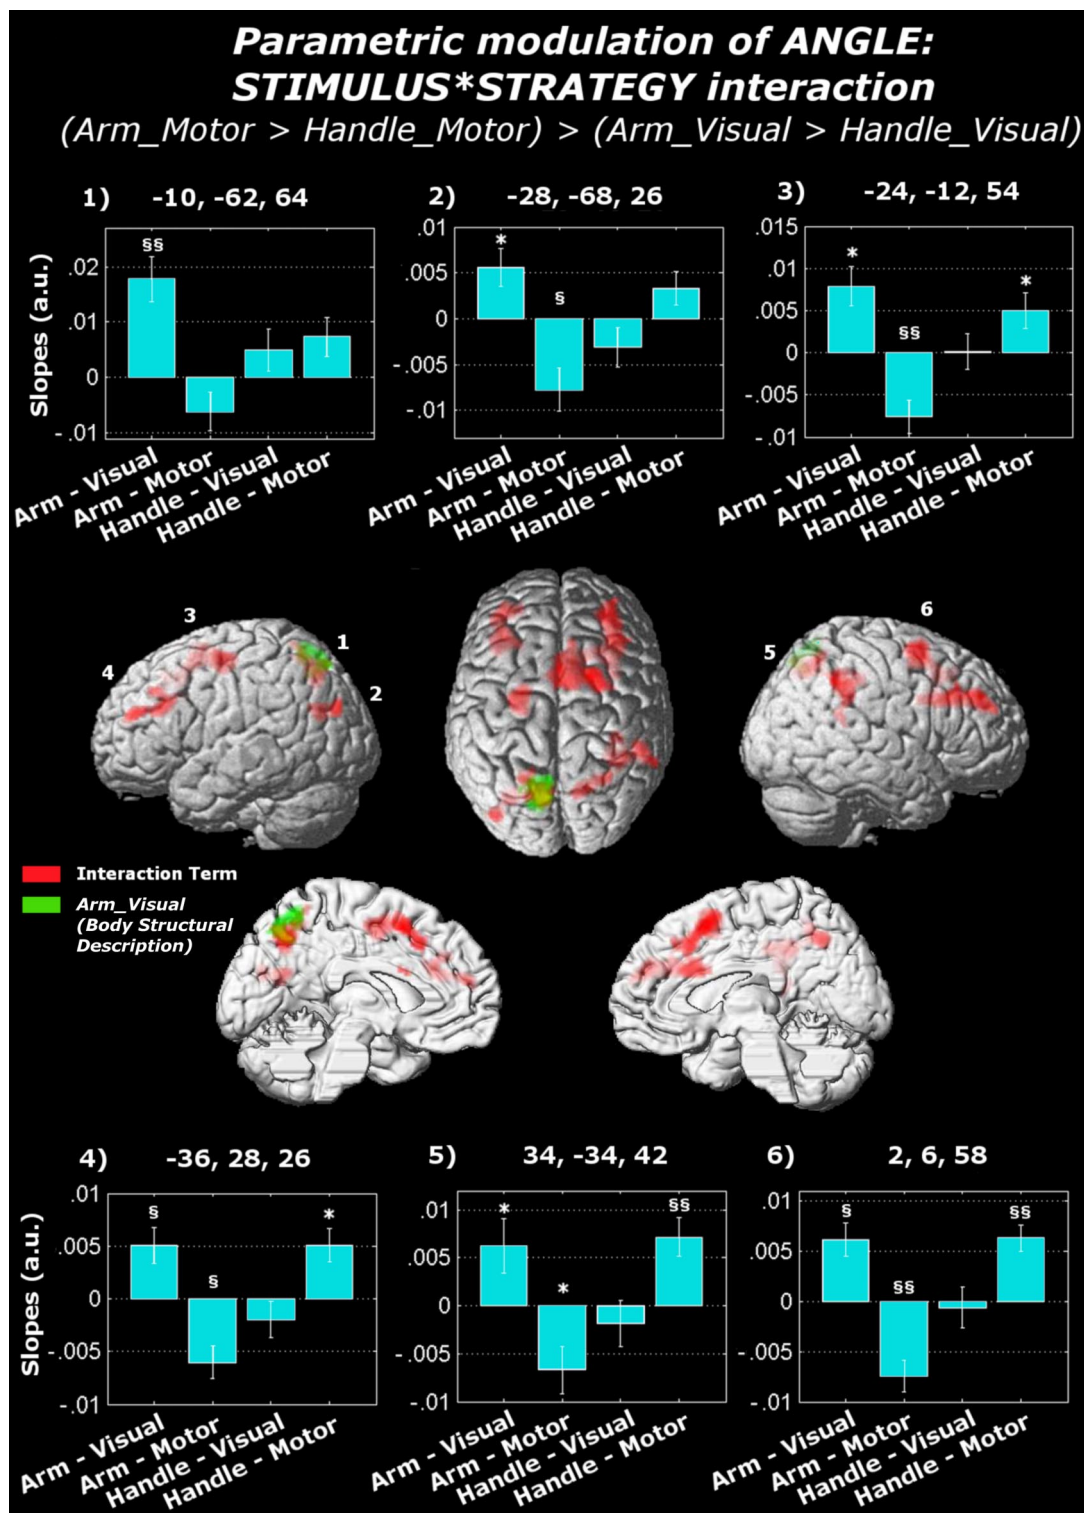 Parametric modulation of ANGLE:
STIMULUS*STRATEGY interaction
(Arm_Motor > Handle_Motor) > (Arm_Visual > Handle_Visual)
1) -10, -62, 64
2) -28, -68, 26
3) -24, -12, 54
Slopes (a.u.)
.02
.01
0
-.01
§§
Arm - Visual
Arm - Motor
Handle - Visual
Handle - Motor
.01
.005
0
-.005
-.01
*
§
Arm - Visual
Arm - Motor
Handle - Visual
Handle - Motor
.015
.01
.005
0
-.005
-.01
*
§§
*
Arm - Visual
Arm - Motor
Handle - Visual
Handle - Motor
3
4
1
2
5
6
Interaction Term
Arm_Visual
(Body Structural
Description)
4) -36, 28, 26
5) 34, -34, 42
6) 2, 6, 58
Slopes (a.u.)
.01
.005
0
-.005
-.01
§
§
*
Arm - Visual
Arm - Motor
Handle - Visual
Handle - Motor
.01
.005
0
-.005
-.01
*
*
§§
Arm - Visual
Arm - Motor
Handle - Visual
Handle - Motor
.01
.005
0
-.005
-.01
§
§§
§§
Arm - Visual
Arm - Motor
Handle - Visual
Handle - Motor